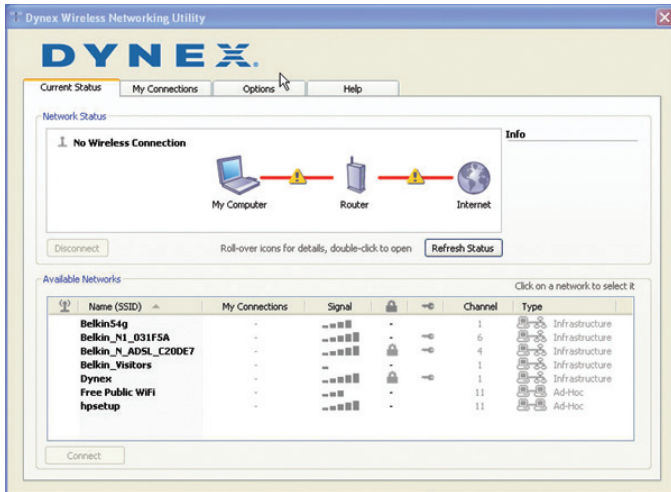 Dynex Wireless Networking Utility
DYNEX.
Current Status My Connections Options Help
Network Status
No Wireless Connection
Info
My Computer Router Internet
Disconnect Roll-over icons for details, double-click to open Refresh Status
Available Networks
Click on a network to select it
Name (SSID) My Connections Signal Channel Type
Belkin54g - - 1 Infrastructure
Belkin_N1_031F5A - - 6 Infrastructure
Belkin_N_ADSL_C20DE7 - 4 Infrastructure
Belkin_Visitors - - 1 Infrastructure
Dynex - 1 Infrastructure
Free Public WiFi - - 11 Ad-Hoc
hpsetup - - 11 Ad-Hoc
Connect